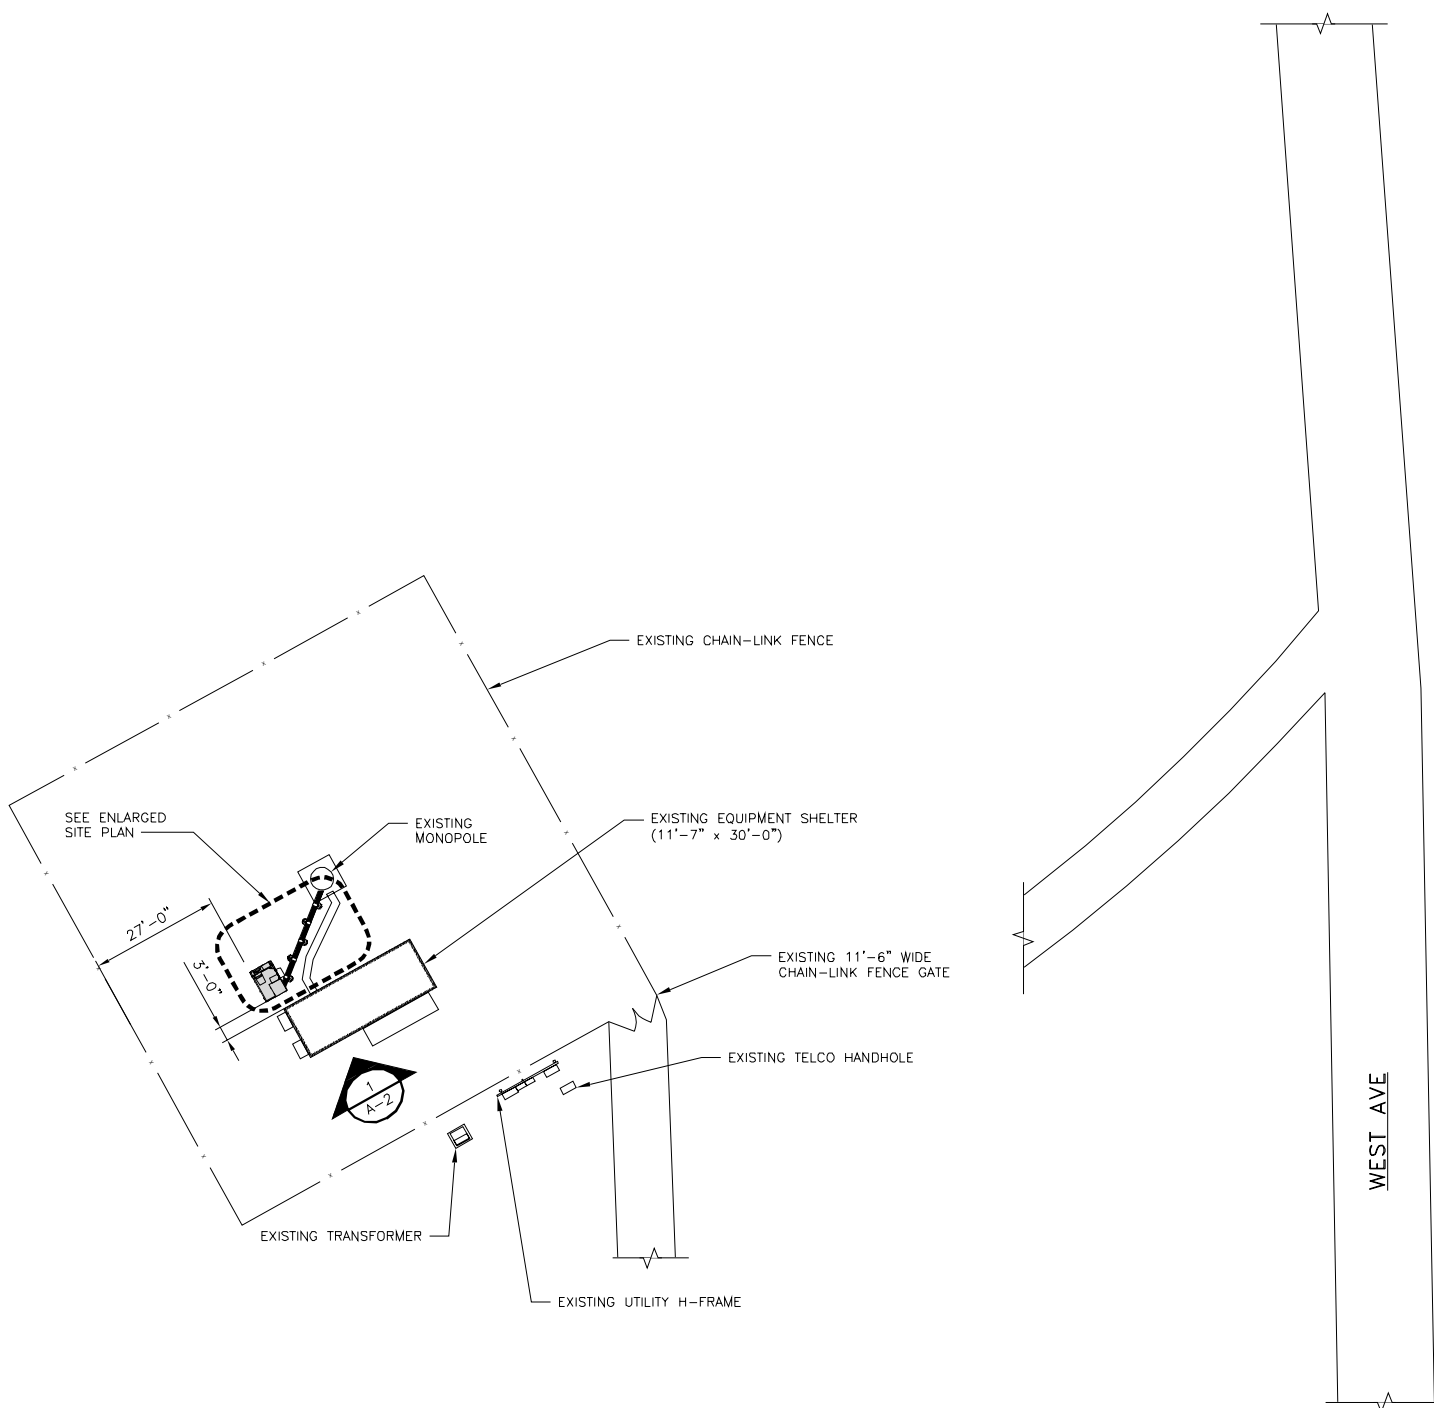 EXISTING CHAIN-LINK FENCE
SEE ENLARGED
SITE PLAN
EXISTING
MONOPOLE
EXISTING EQUIPMENT SHELTER
(11'-7" x 30'-0")
27'-0"
3'-0"
EXISTING 11'-6" WIDE
CHAIN-LINK FENCE GATE
EXISTING TELCO HANDHOLE
1
A-2
WEST AVE
EXISTING TRANSFORMER
EXISTING UTILITY H-FRAME